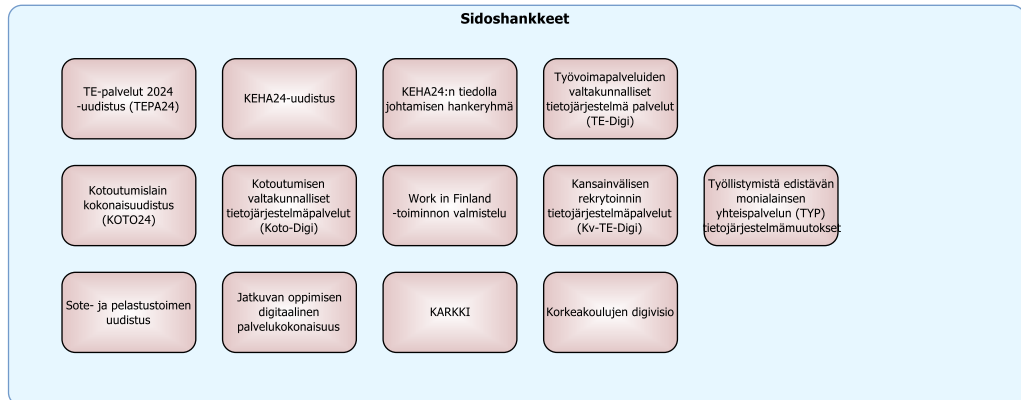 Sidoshankkeet
TE-palvelut 2024
-uudistus (TEPA24)
KEHA24-uudistus
KEHA24:n tiedolla
johtamisen hankeryhmä
Työvoimapalveluiden
valtakunnalliset
tietojärjestelmä palvelut
(TE-Digi)
Kotoutumislain
kokonaisuudistus
(KOTO24)
Kotoutumisen
valtakunnalliset
tietojärjestelmäpalvelut
(Koto-Digi)
Work in Finland
-toiminnon valmistelu
Kansainvälisen
rekrytoinnin
tietojärjestelmäpalvelut
(Kv-TE-Digi)
Työllistymistä edistävän
monialainsen
yhteispalvelun (TYP)
tietojärjestelmämuutokset
Sote- ja pelastustoimen
uudistus
Jatkuvan oppimisen
digitaalinen
palvelukokonaisuus
KARKKI
Korkeakoulujen digivisio